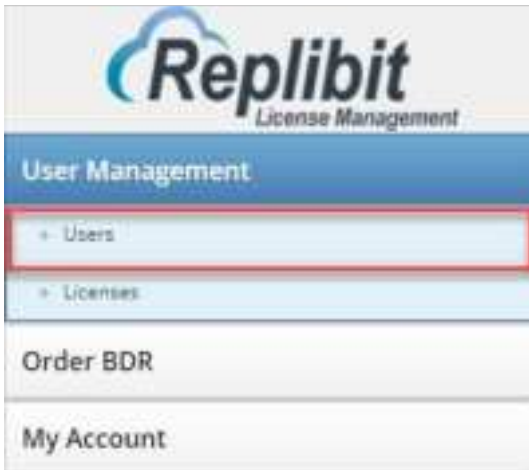 Replibit
License Management
User Management
Users
Licenses
Order BDR
My Account